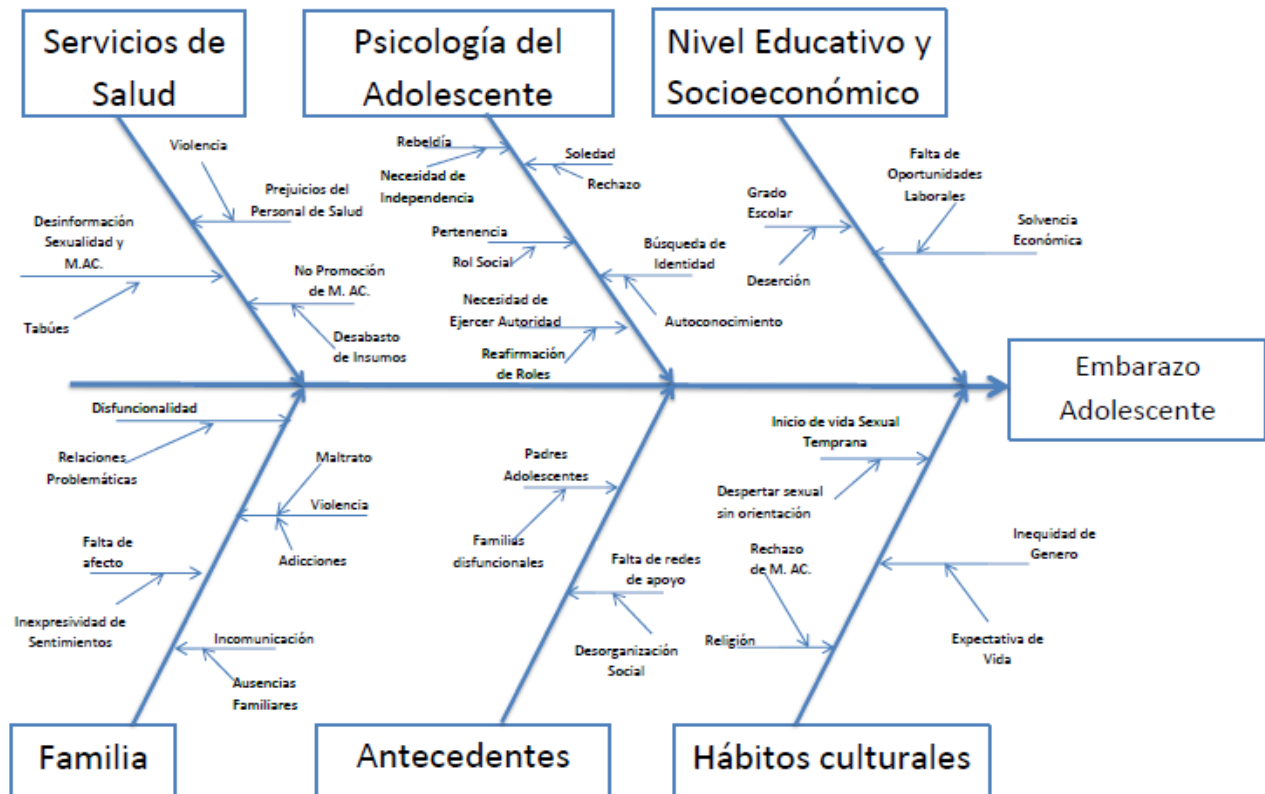 Servicios de
Salud
Psicología del
Adolescente
Nivel Educativo y
Socioeconómico
Violencia
Prejuicios del
Personal de Salud
Desinformación
Sexualidad y
M.AC.
Tabúes
No Promoción
de M. AC.
Desabasto
de Insumos
Rebeldía
Necesidad de
Independencia
Soledad
Rechazo
Pertenencia
Rol Social
Búsqueda de
Identidad
Autoconocimiento
Necesidad de
Ejercer Autoridad
Reafirmación
de Roles
Grado
Escolar
Deserción
Falta de
Oportunidades
Laborales
Solvencia
Económica
Embarazo
Adolescente
Disfuncionalidad
Relaciones
Problemáticas
Maltrato
Violencia
Adicciones
Falta de
afecto
Inexpresividad de
Sentimientos
Incomunicación
Ausencias
Familiares
Padres
Adolescentes
Familias
disfuncionales
Falta de redes
de apoyo
Desorganización
Social
Inicio de vida Sexual
Temprana
Despertar sexual
sin orientación
Rechazo
de M. AC.
Religión
Inequidad de
Genero
Expectativa de
Vida
Familia
Antecedentes
Hábitos culturales